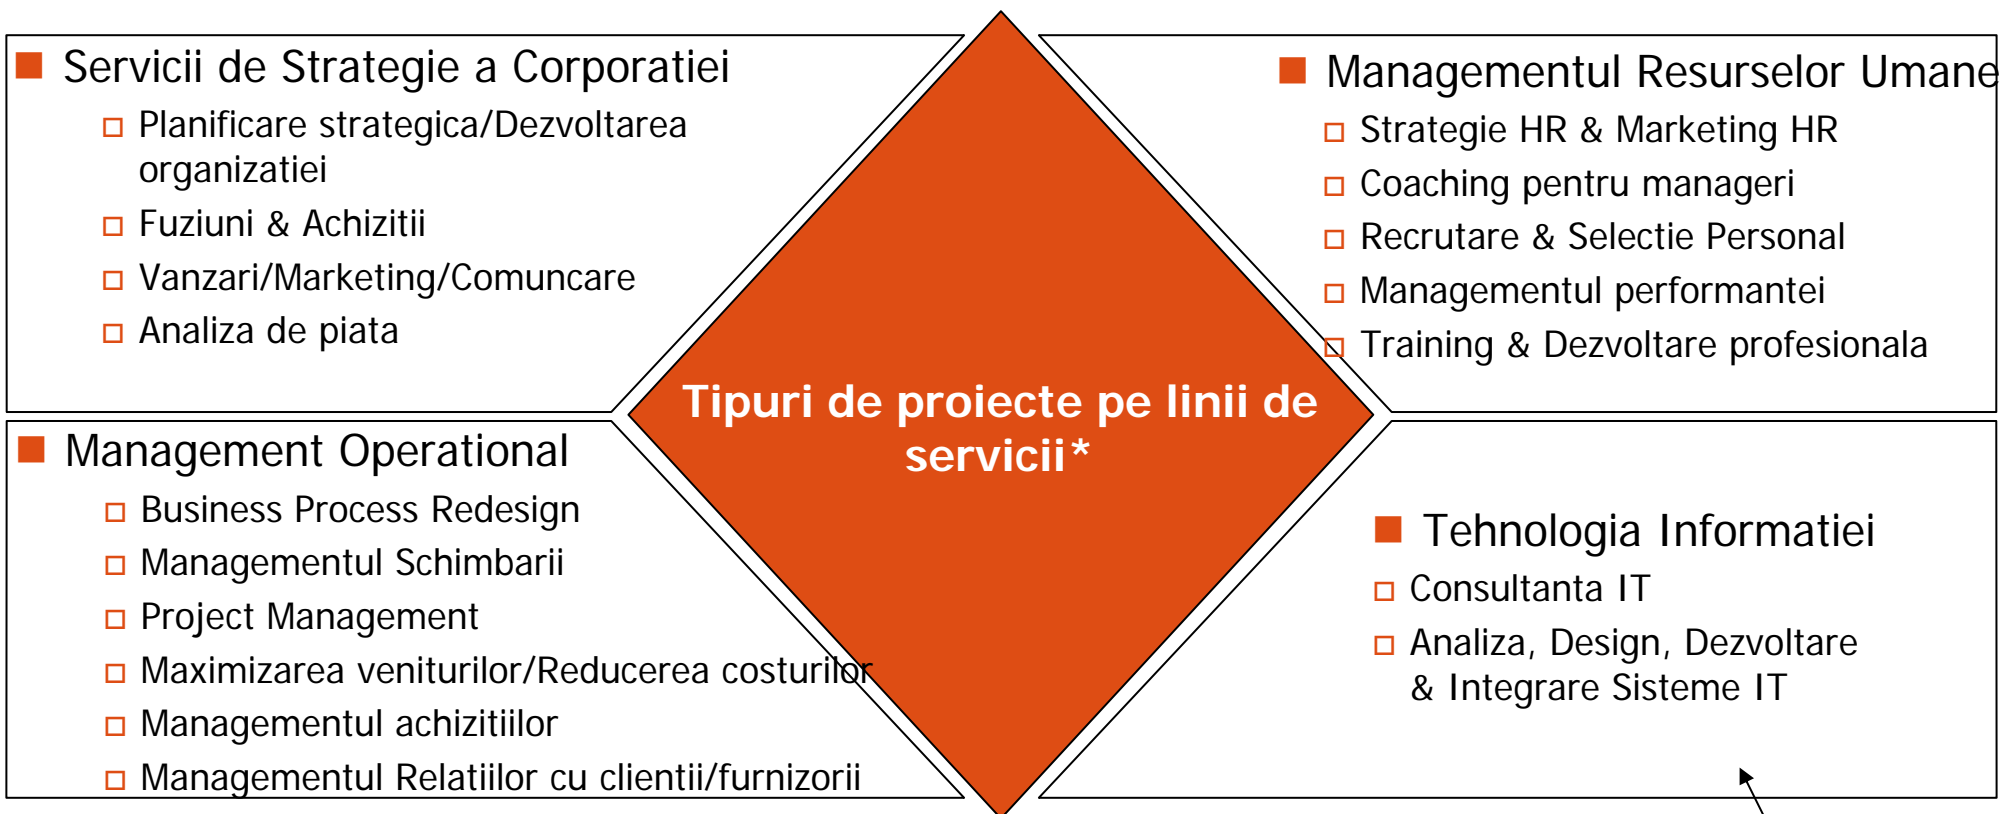 Servicii de Strategie a Corporatiei
Planificare strategica/Dezvoltarea
organizatiei
Fuziuni & Achizitii
Vanzari/Marketing/Comuncare
Analiza de piata
Managementul Resurselor Umane
Strategie HR & Marketing HR
Coaching pentru manageri
Recrutare & Selectie Personal
Managementul performantei
Training & Dezvoltare profesionala
Tipuri de proiecte pe linii de
servicii*
Management Operational
Business Process Redesign
Managementul Schimbarii
Project Management
Maximizarea veniturilor/Reducerea costurilor
Managementul achizitiilor
Managementul Relatiilor cu clientii/furnizorii
Tehnologia Informatiei
Consultanta IT
Analiza, Design, Dezvoltare
& Integrare Sisteme IT